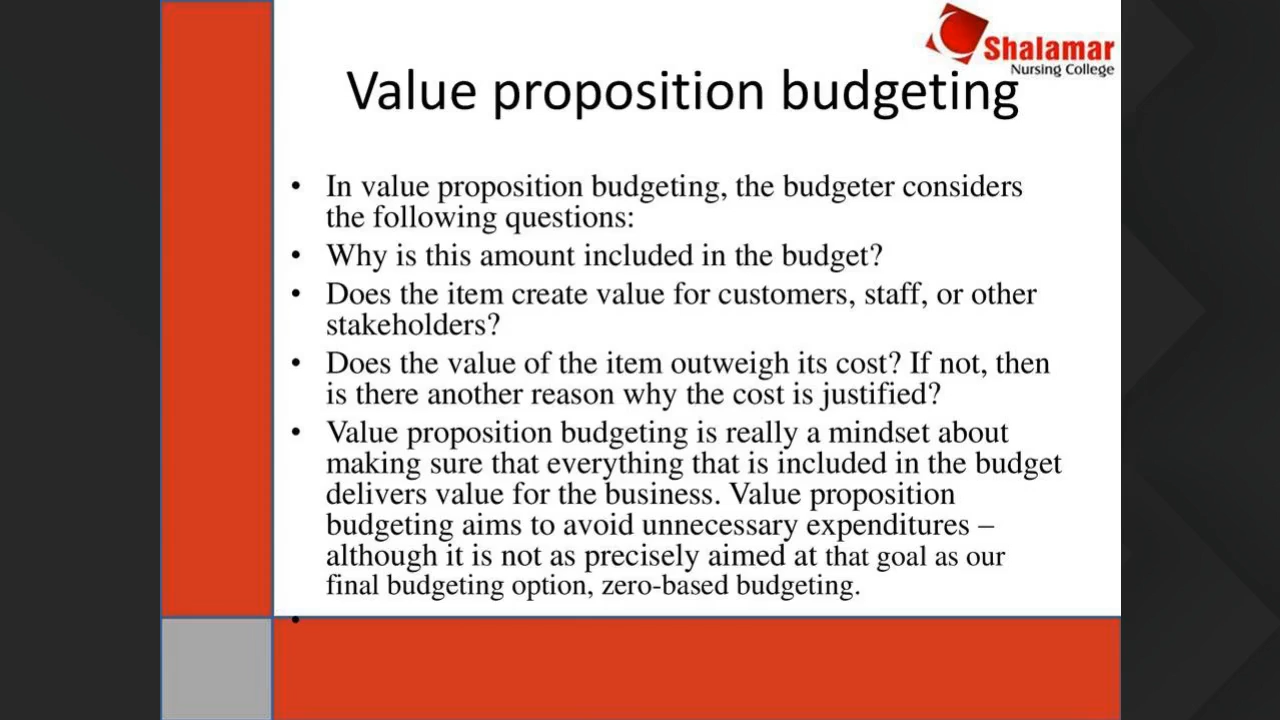 Shalamar
Nursing College
Value proposition budgeting
• In value proposition budgeting, the budgeter considers
the following questions:
• Why is this amount included in the budget?
• Does the item create value for customers, staff, or other
stakeholders?
• Does the value of the item outweigh its cost? If not, then
is there another reason why the cost is justified?
• Value proposition budgeting is really a mindset about
making sure that everything that is included in the budget
delivers value for the business. Value proposition
budgeting aims to avoid unnecessary expenditures –
although it is not as precisely aimed at that goal as our
final budgeting option, zero-based budgeting.
•